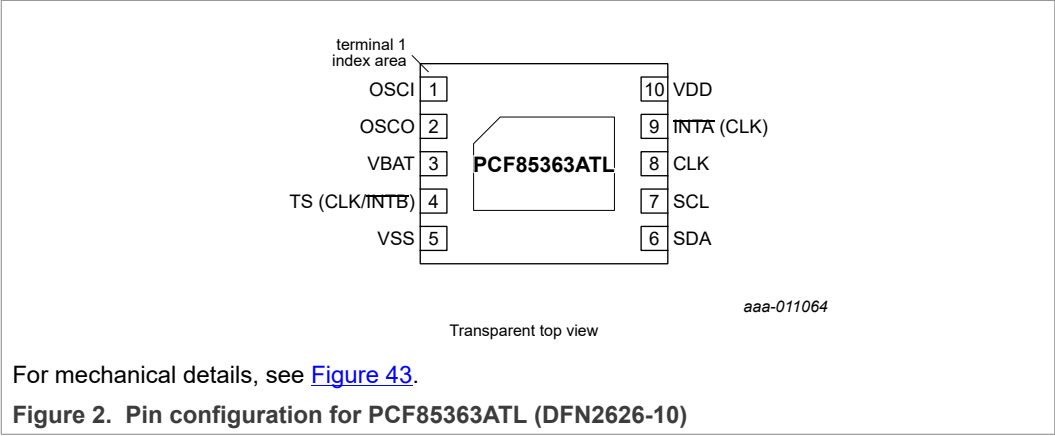 terminal 1
index area
OSCI 1
10 VDD
OSCO 2
9 INTA (CLK)
VBAT 3
PCF85363ATL
8 CLK
TS (CLK/INTB) 4
7 SCL
VSS 5
6 SDA
aaa-011064
Transparent top view
For mechanical details, see Figure 43.
Figure 2. Pin configuration for PCF85363ATL (DFN2626-10)